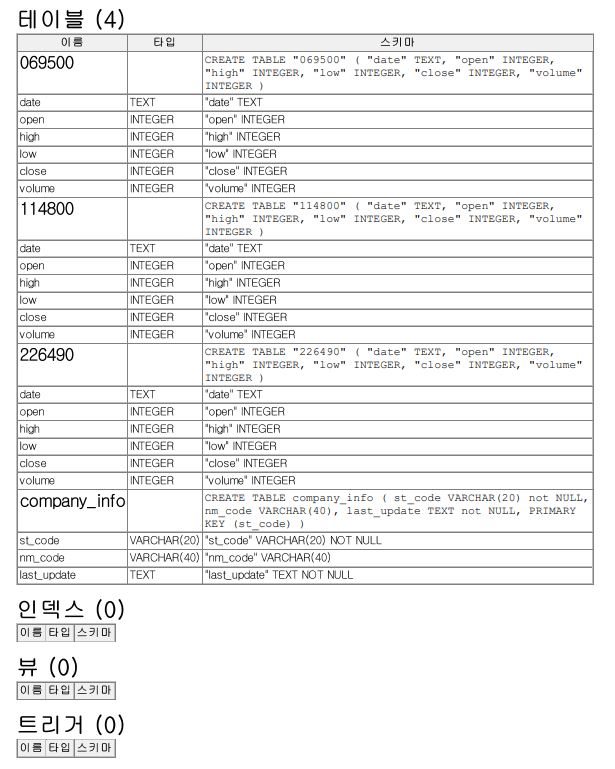 테이블 (4)
이름 타입 스키마
069500 CREATE TABLE "069500" ( "date" TEXT, "open" INTEGER,
"high" INTEGER, "low" INTEGER, "close" INTEGER, "volume"
INTEGER )
date TEXT "date" TEXT
open INTEGER "open" INTEGER
high INTEGER "high" INTEGER
low INTEGER "low" INTEGER
close INTEGER "close" INTEGER
volume INTEGER "volume" INTEGER
114800 CREATE TABLE "114800" ( "date" TEXT, "open" INTEGER,
"high" INTEGER, "low" INTEGER, "close" INTEGER, "volume"
INTEGER )
date TEXT "date" TEXT
open INTEGER "open" INTEGER
high INTEGER "high" INTEGER
low INTEGER "low" INTEGER
close INTEGER "close" INTEGER
volume INTEGER "volume" INTEGER
226490 CREATE TABLE "226490" ( "date" TEXT, "open" INTEGER,
"high" INTEGER, "low" INTEGER, "close" INTEGER, "volume"
INTEGER )
date TEXT "date" TEXT
open INTEGER "open" INTEGER
high INTEGER "high" INTEGER
low INTEGER "low" INTEGER
close INTEGER "close" INTEGER
volume INTEGER "volume" INTEGER
company_info CREATE TABLE company_info ( st_code VARCHAR(20) not NULL,
nm_code VARCHAR(40), last_update TEXT not NULL, PRIMARY
KEY (st_code) )
st_code VARCHAR(20) "st_code" VARCHAR(20) NOT NULL
nm_code VARCHAR(40) "nm_code" VARCHAR(40)
last_update TEXT "last_update" TEXT NOT NULL
인덱스 (0)
이름 타입 스키마
뷰 (0)
이름 타입 스키마
트리거 (0)
이름 타입 스키마